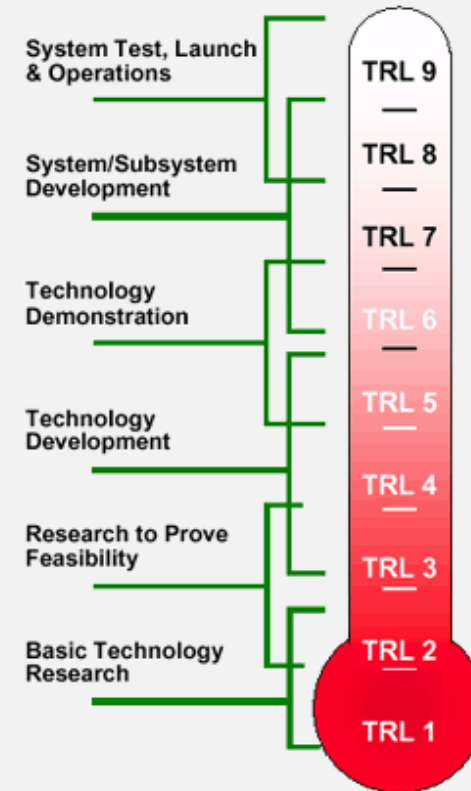 System Test, Launch
& Operations
System/Subsystem
Development
Technology
Demonstration
Technology
Development
Research to Prove
Feasibility
Basic Technology
Research
TRL 9
TRL 8
TRL 7
TRL 6
TRL 5
TRL 4
TRL 3
TRL 2
TRL 1